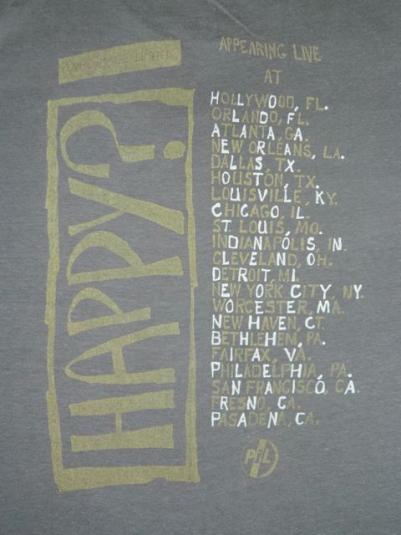 HAPPY?
APPEARING LIVE
AT
HOLLYWOOD, FL.
ORLANDO, FL.
ATLANTA, GA.
NEW ORLEANS, LA.
DALLAS, TX.
HOUSTON, TX.
LOUISVILLE, KY.
CHICAGO, IL.
ST LOUIS, MO.
INDIANAPOLIS, IN.
CLEVELAND, OH.
DETROIT, MI.
NEW YORK CITY, NY.
WORCESTER, MA.
NEW HAVEN, CT.
BETHLEHEM, PA.
FAIRFAX, VA.
PHILADELPHIA, PA.
SAN FRANCISCO, CA.
FRESNO, CA.
PASADENA, CA.
PiL